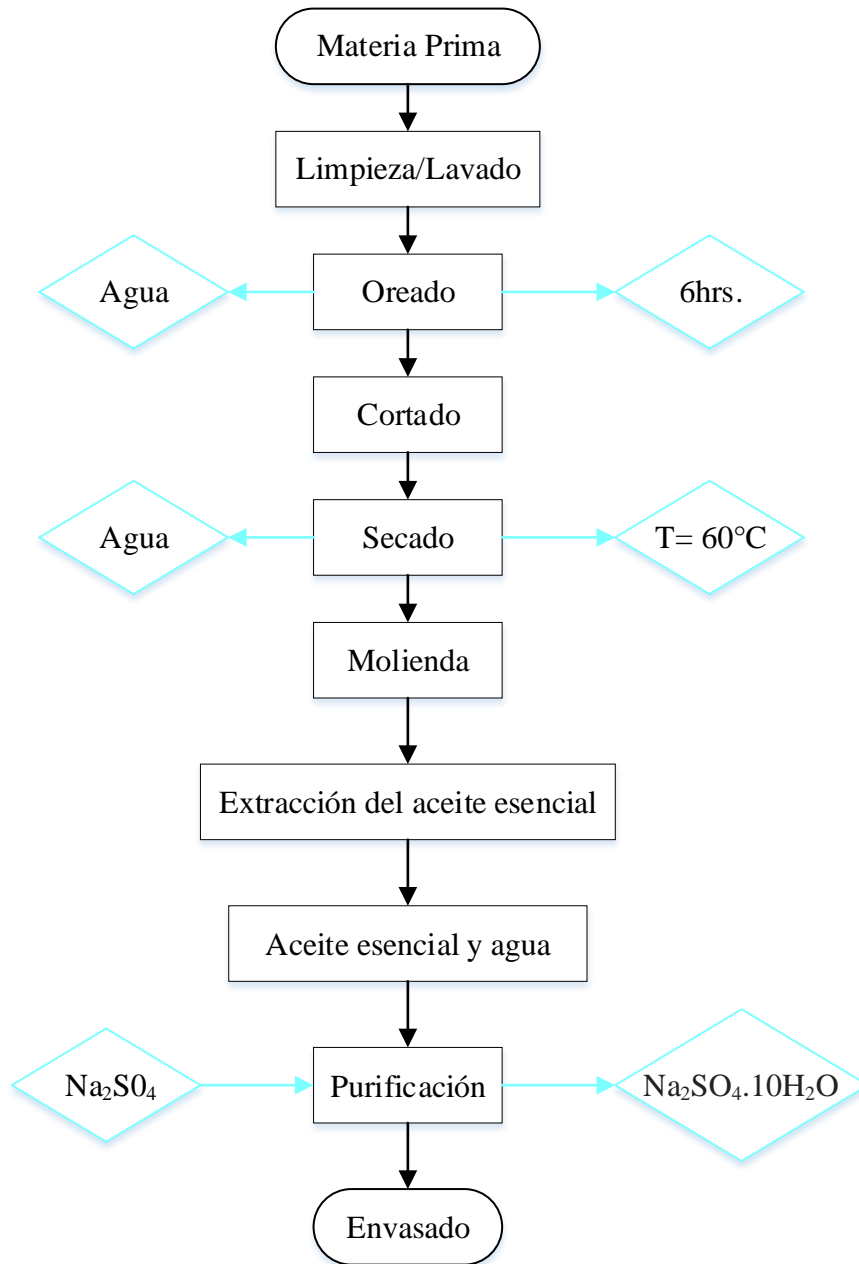 Materia Prima
Limpieza/Lavado
Agua
Oreado
6hrs.
Cortado
Agua
Secado
T= 60°C
Molienda
Extracción del aceite esencial
Aceite esencial y agua
Na₂S0₄
Purificación
Na₂SO₄.10H₂O
Envasado